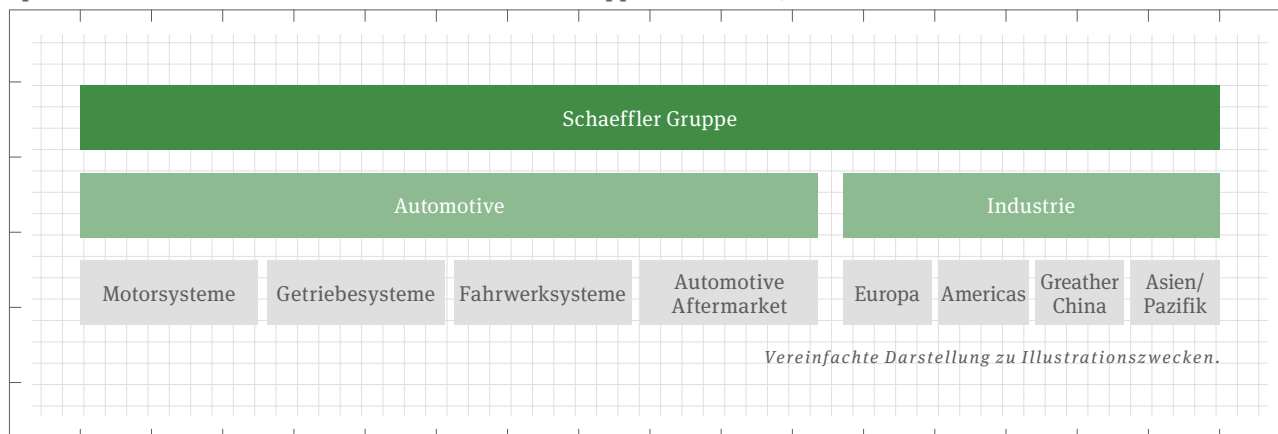 Schaeffler Gruppe
Automotive
Industrie
Motorsysteme
Getriebesysteme
Fahrwerksysteme
Automotive
Aftermarket
Europa
Americas
Greather
China
Asien/
Pazifik
Vereinfachte Darstellung zu Illustrationszwecken.